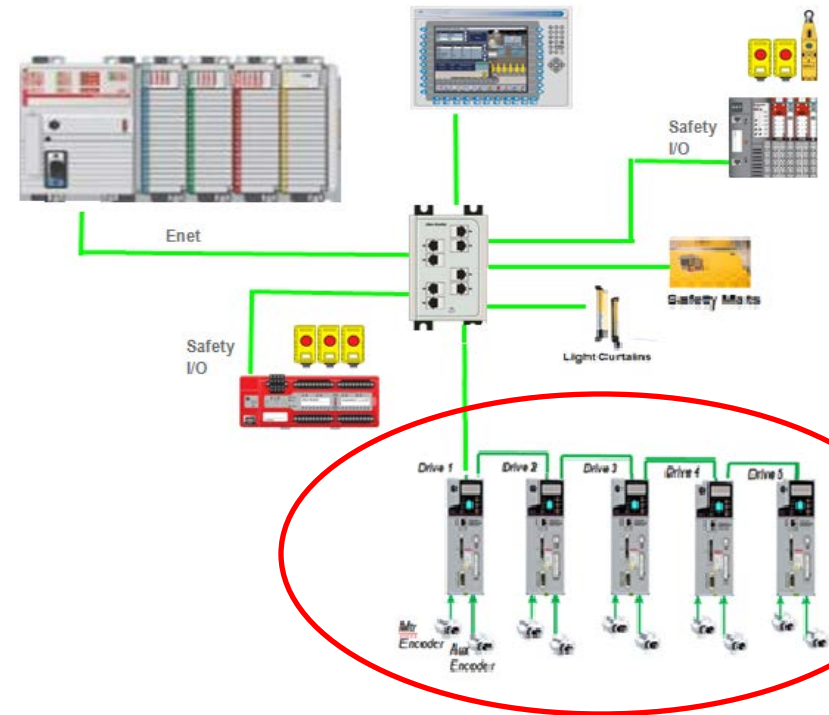 Safety
I/O
Enet
Safety Mats
Safety
I/O
Light Curtains
Drive 1
Drive 2
Drive 3
Drive 4
Drive 5
Mtr
Encoder
Aux
Encoder